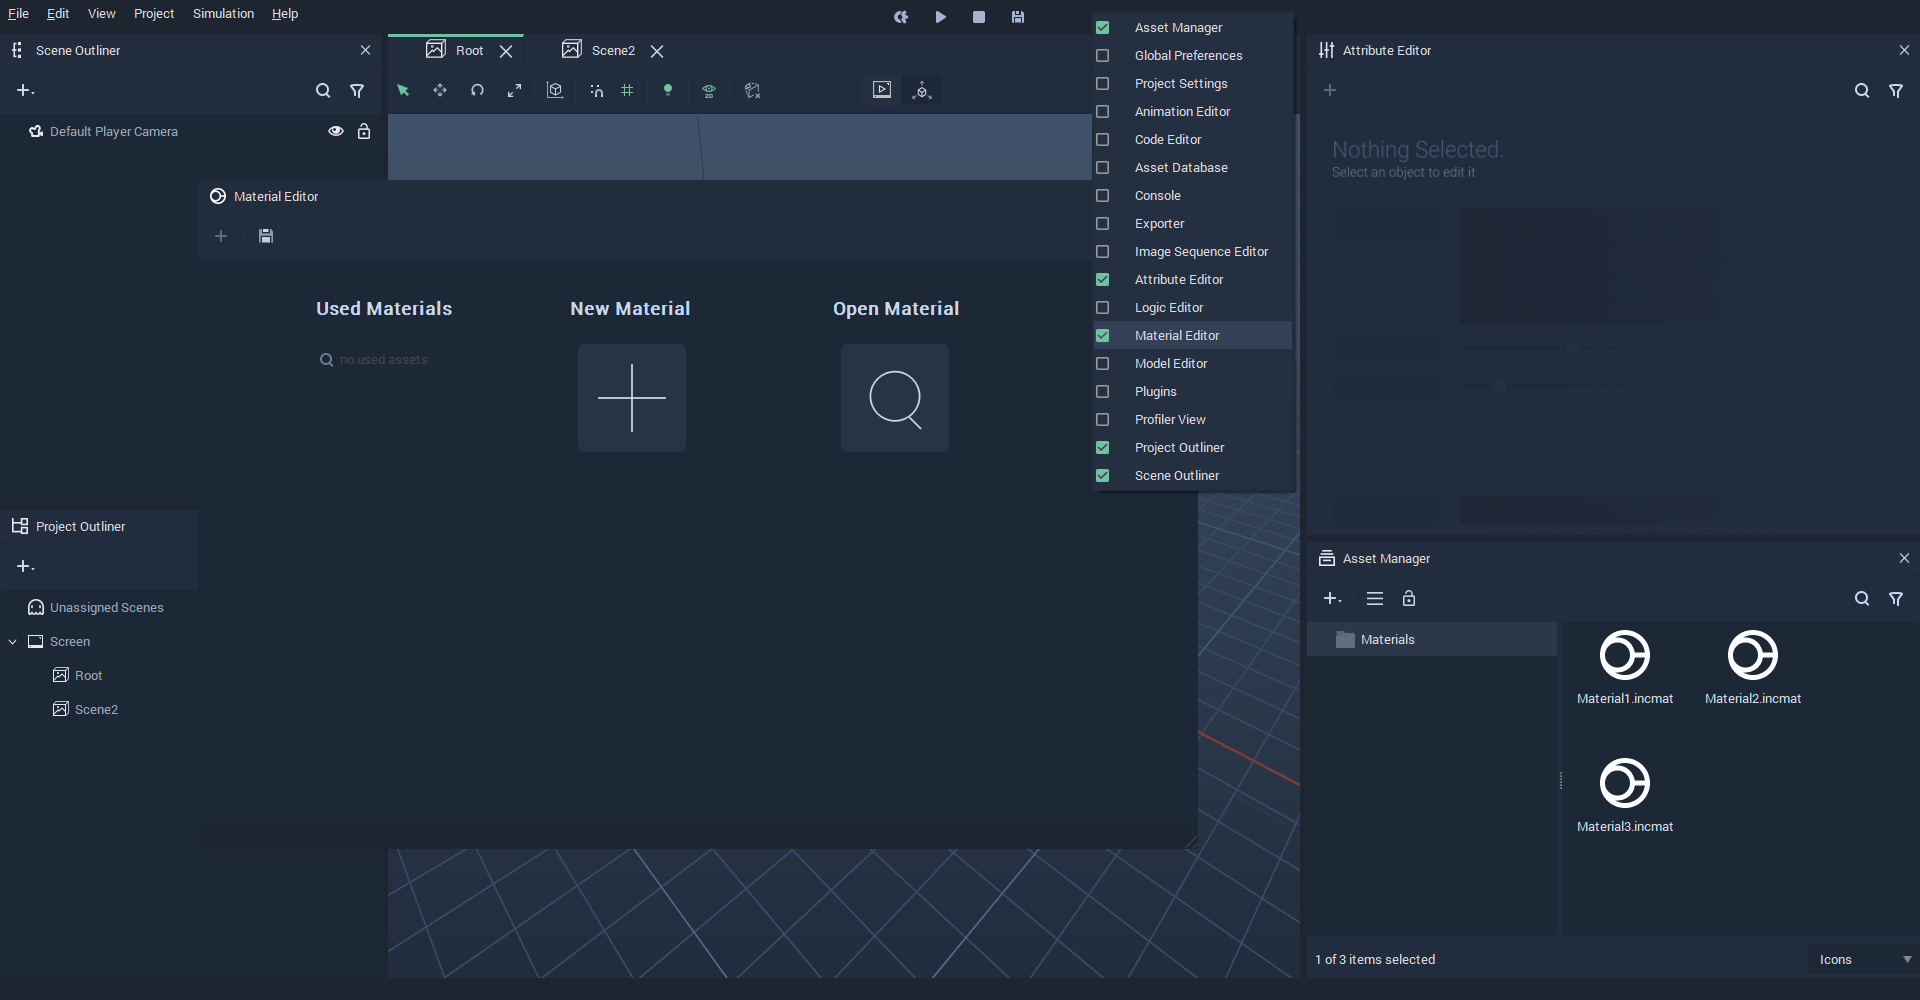 File Edit View Project Simulation Help
Scene Outliner
Default Player Camera
Root
Scene2
2D
Material Editor
Used Materials
no used assets
New Material
Open Material
Asset Manager
Global Preferences
Project Settings
Animation Editor
Code Editor
Asset Database
Console
Exporter
Image Sequence Editor
Attribute Editor
Logic Editor
Material Editor
Model Editor
Plugins
Profiler View
Project Outliner
Scene Outliner
Attribute Editor
Nothing Selected.
Select an object to edit it
Project Outliner
Unassigned Scenes
Screen
Root
Scene2
Asset Manager
Materials
Material1.incmat
Material2.incmat
Material3.incmat
1 of 3 items selected
Icons